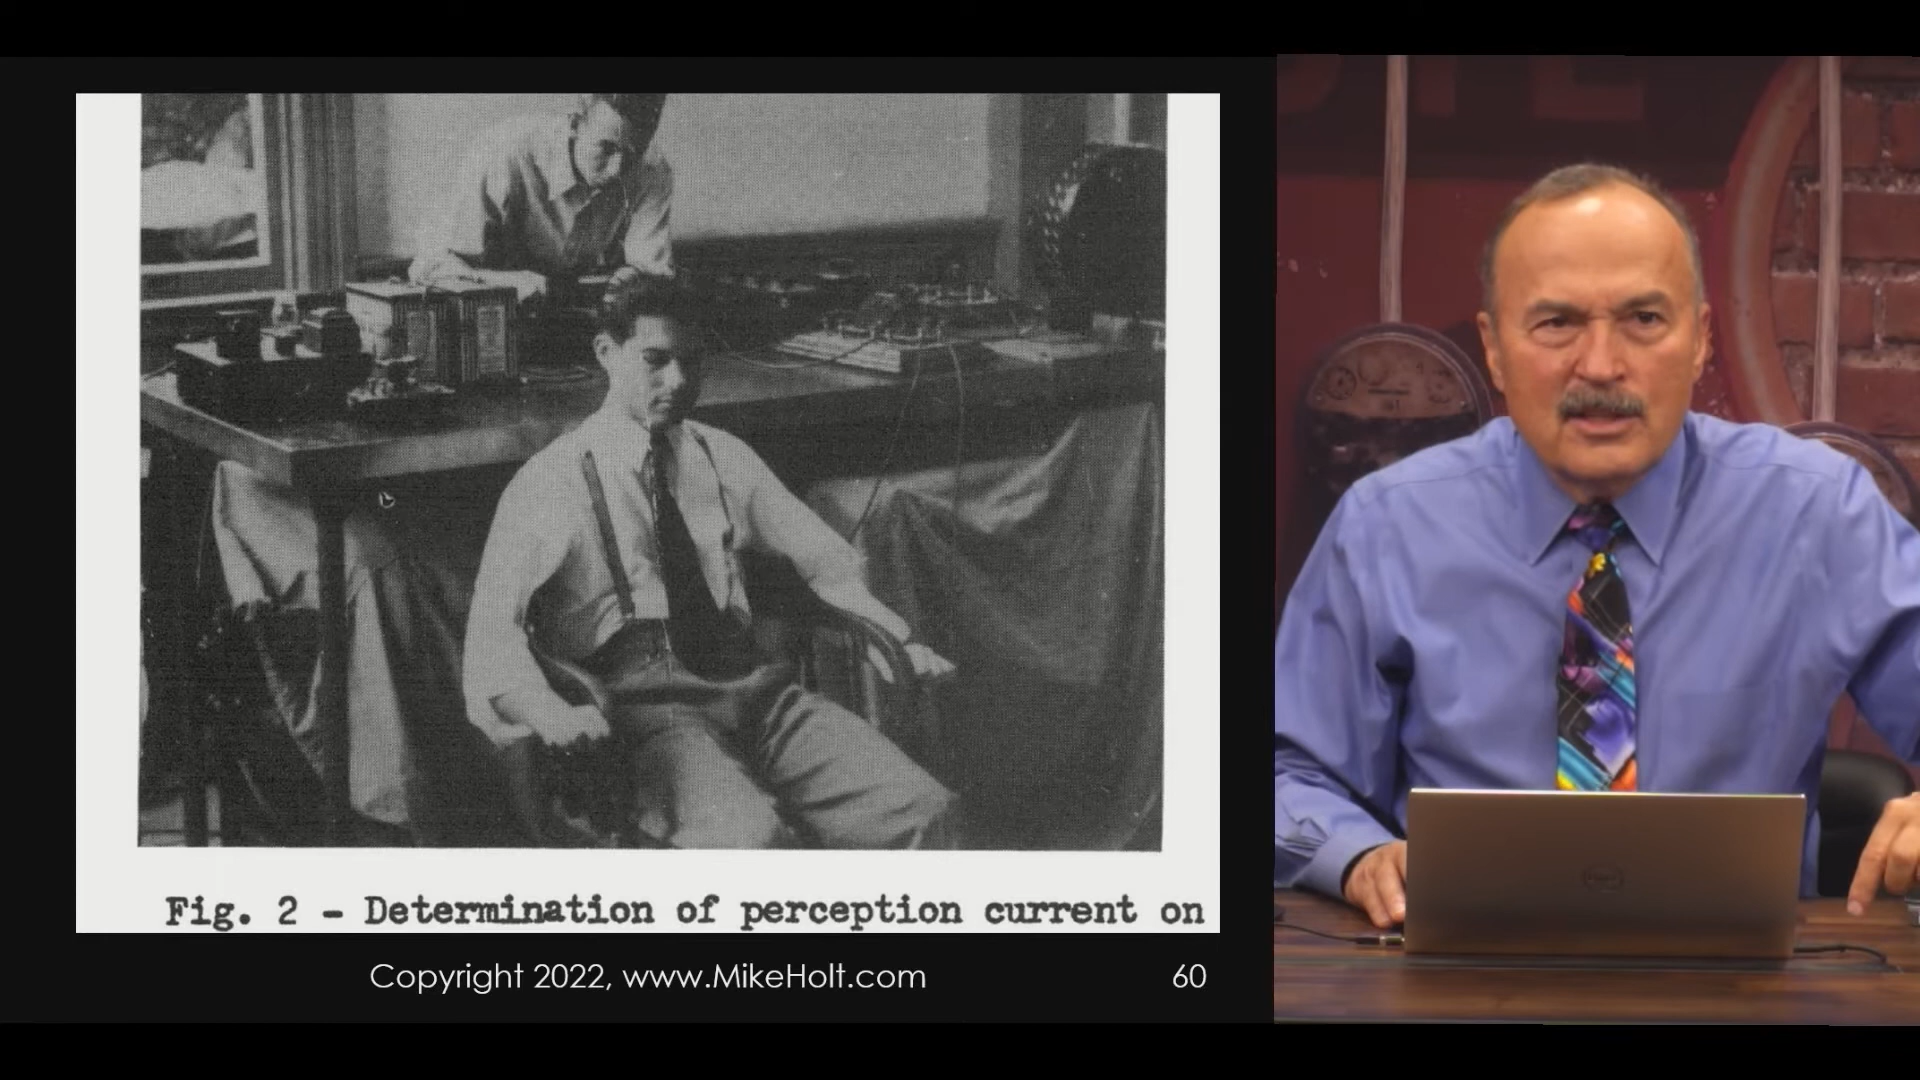 Fig. 2 - Determination of perception current on
Copyright 2022, www.MikeHolt.com
60